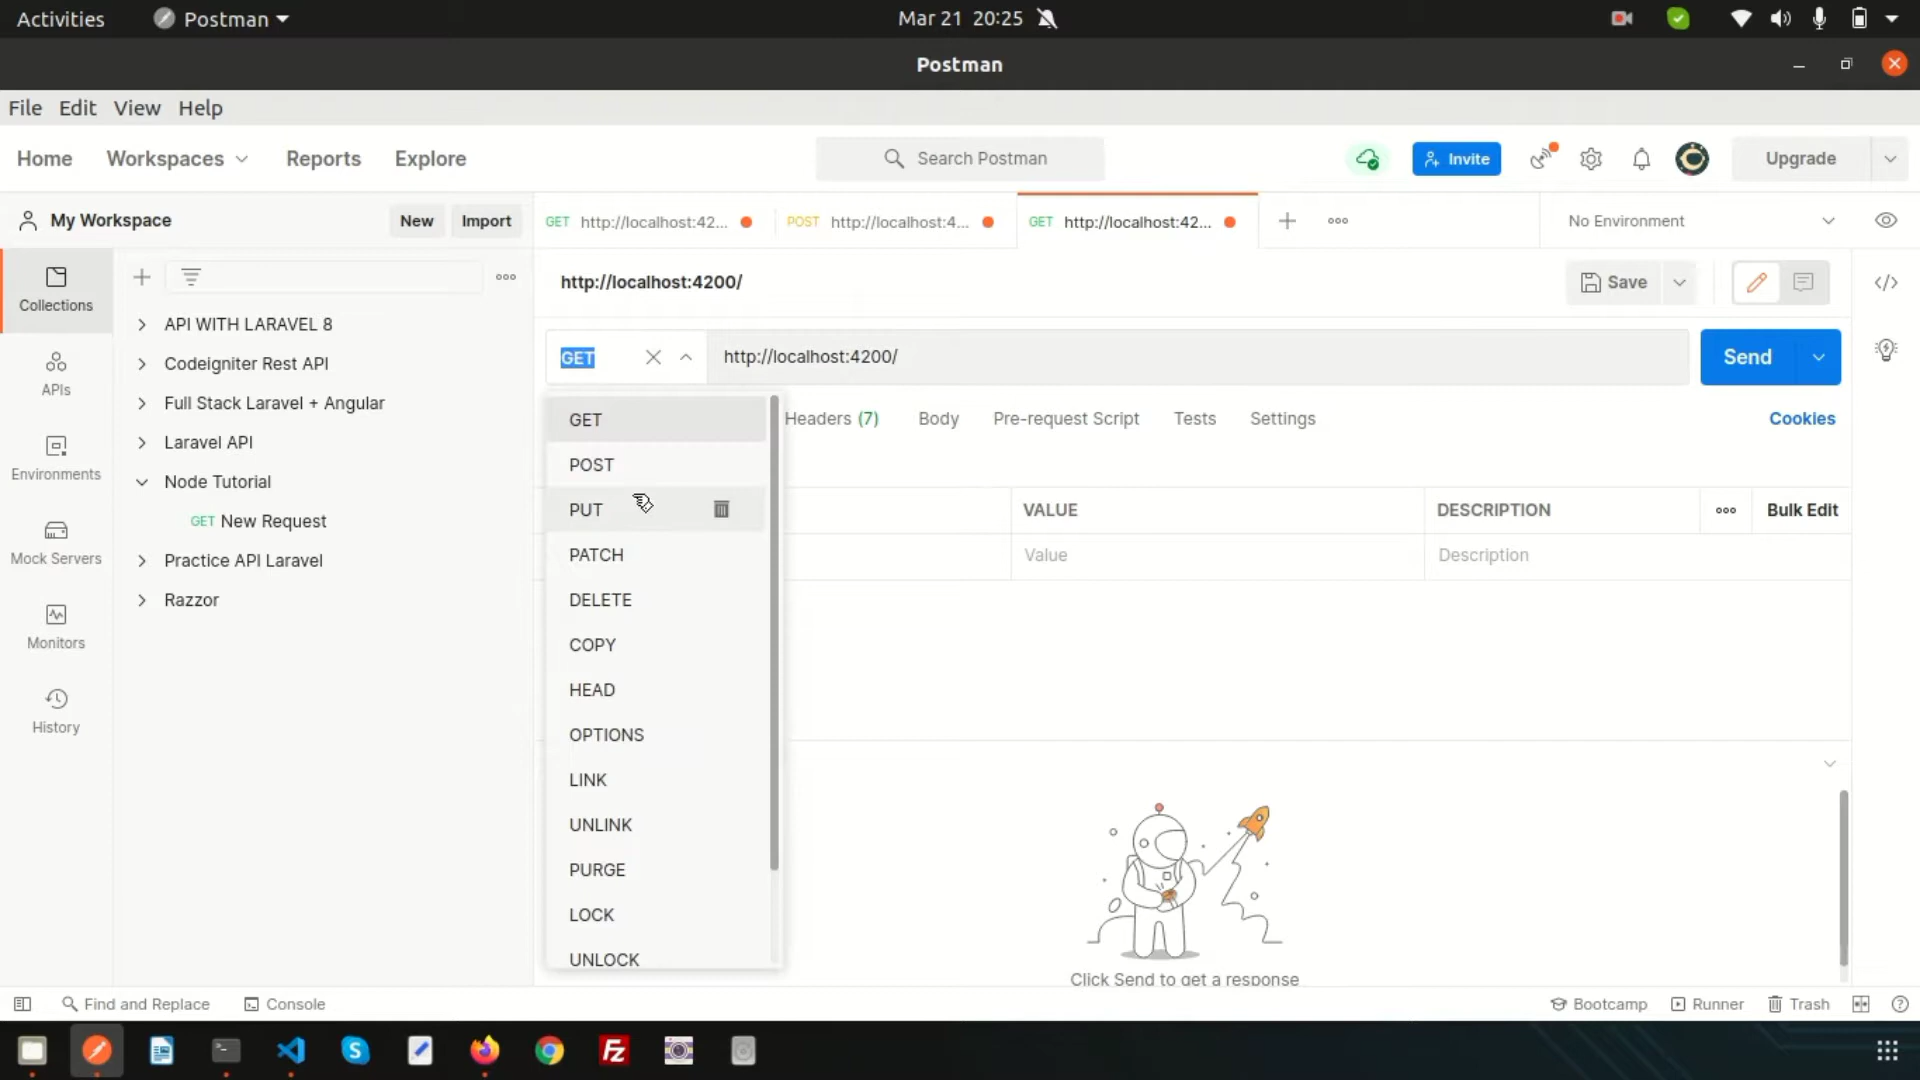 Activities Postman Mar 21 20:25
Postman
File Edit View Help
Home Workspaces Reports Explore Search Postman Invite Upgrade
My Workspace New Import GET http://localhost:42... POST http://localhost:4... GET http://localhost:42... No Environment
Collections
APIs
Environments
Mock Servers
Monitors
History
API WITH LARAVEL 8
Codeigniter Rest API
Full Stack Laravel + Angular
Laravel API
Node Tutorial
GET New Request
Practice API Laravel
Razzor
http://localhost:4200/ Save
GET http://localhost:4200/ Send
Headers (7) Body Pre-request Script Tests Settings Cookies
GET
POST
PUT
PATCH
DELETE
COPY
HEAD
OPTIONS
LINK
UNLINK
PURGE
LOCK
UNLOCK
VALUE DESCRIPTION Bulk Edit
Value Description
Click Send to get a response
Find and Replace Console Bootcamp Runner Trash